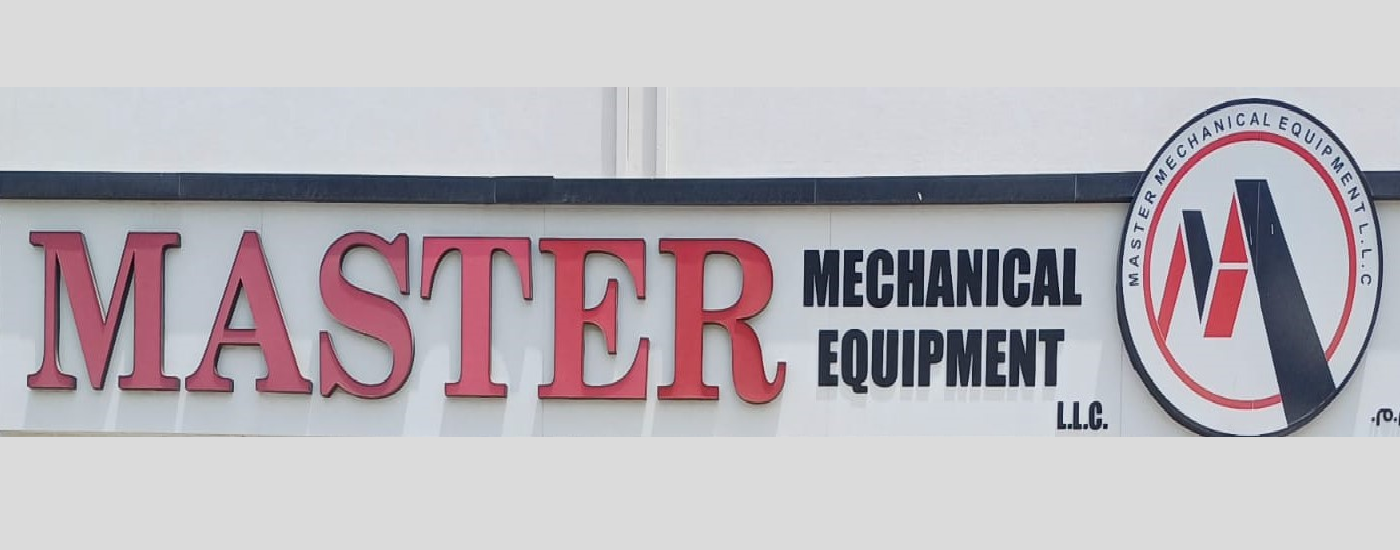 MASTER
MECHANICAL
EQUIPMENT
L.L.C.
MASTER MECHANICAL EQUIPMENT L.L.C